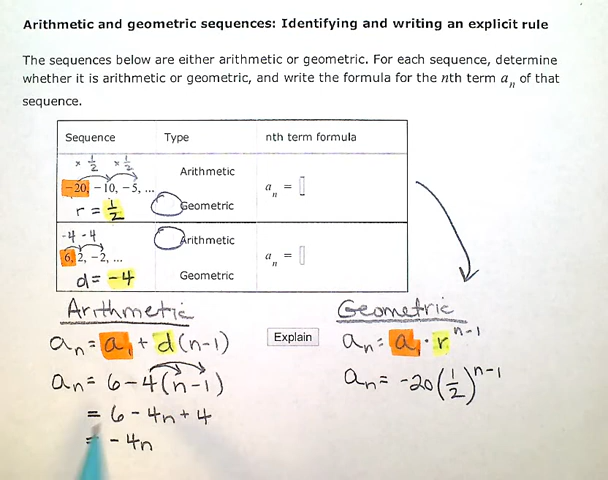 Arithmetic and geometric sequences: Identifying and writing an explicit rule
The sequences below are either arithmetic or geometric. For each sequence, determine
whether it is arithmetic or geometric, and write the formula for the nth term a_n of that
sequence.
Sequence Type nth term formula
× 1/2 × 1/2
−20, −10, −5, ...
r = 1/2
Arithmetic
Geometric
a_n =
-4 -4
6, 2, −2, ...
d = -4
Arithmetic
Geometric
a_n =
Arithmetic
a_n = a_1 + d(n-1)
a_n = 6-4(n-1)
= 6 - 4n + 4
= - 4n
Explain
Geometric
a_n = a_1 · r^(n-1)
a_n = -20(1/2)^(n-1)